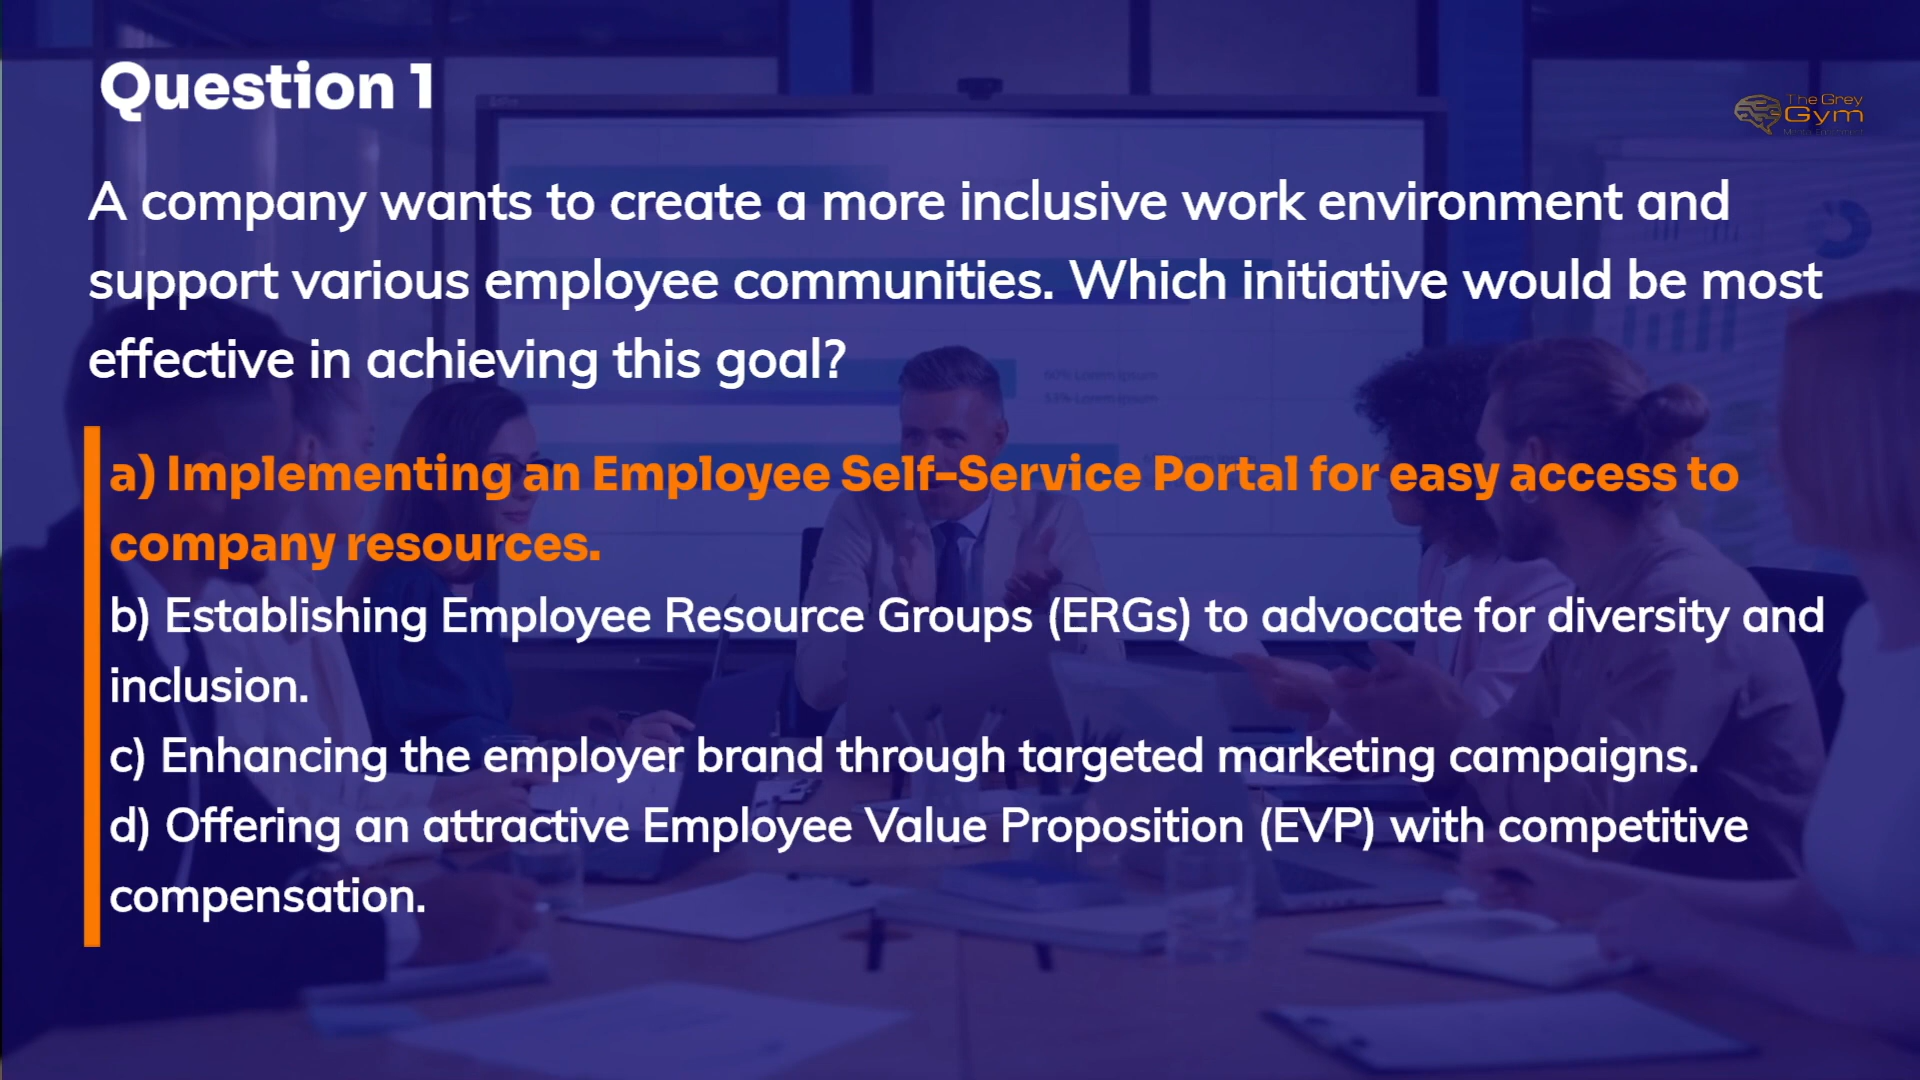 Question 1
The Grey
Gym
A company wants to create a more inclusive work environment and
support various employee communities. Which initiative would be most
effective in achieving this goal?
a) Implementing an Employee Self-Service Portal for easy access to
company resources.
b) Establishing Employee Resource Groups (ERGs) to advocate for diversity and
inclusion.
c) Enhancing the employer brand through targeted marketing campaigns.
d) Offering an attractive Employee Value Proposition (EVP) with competitive
compensation.